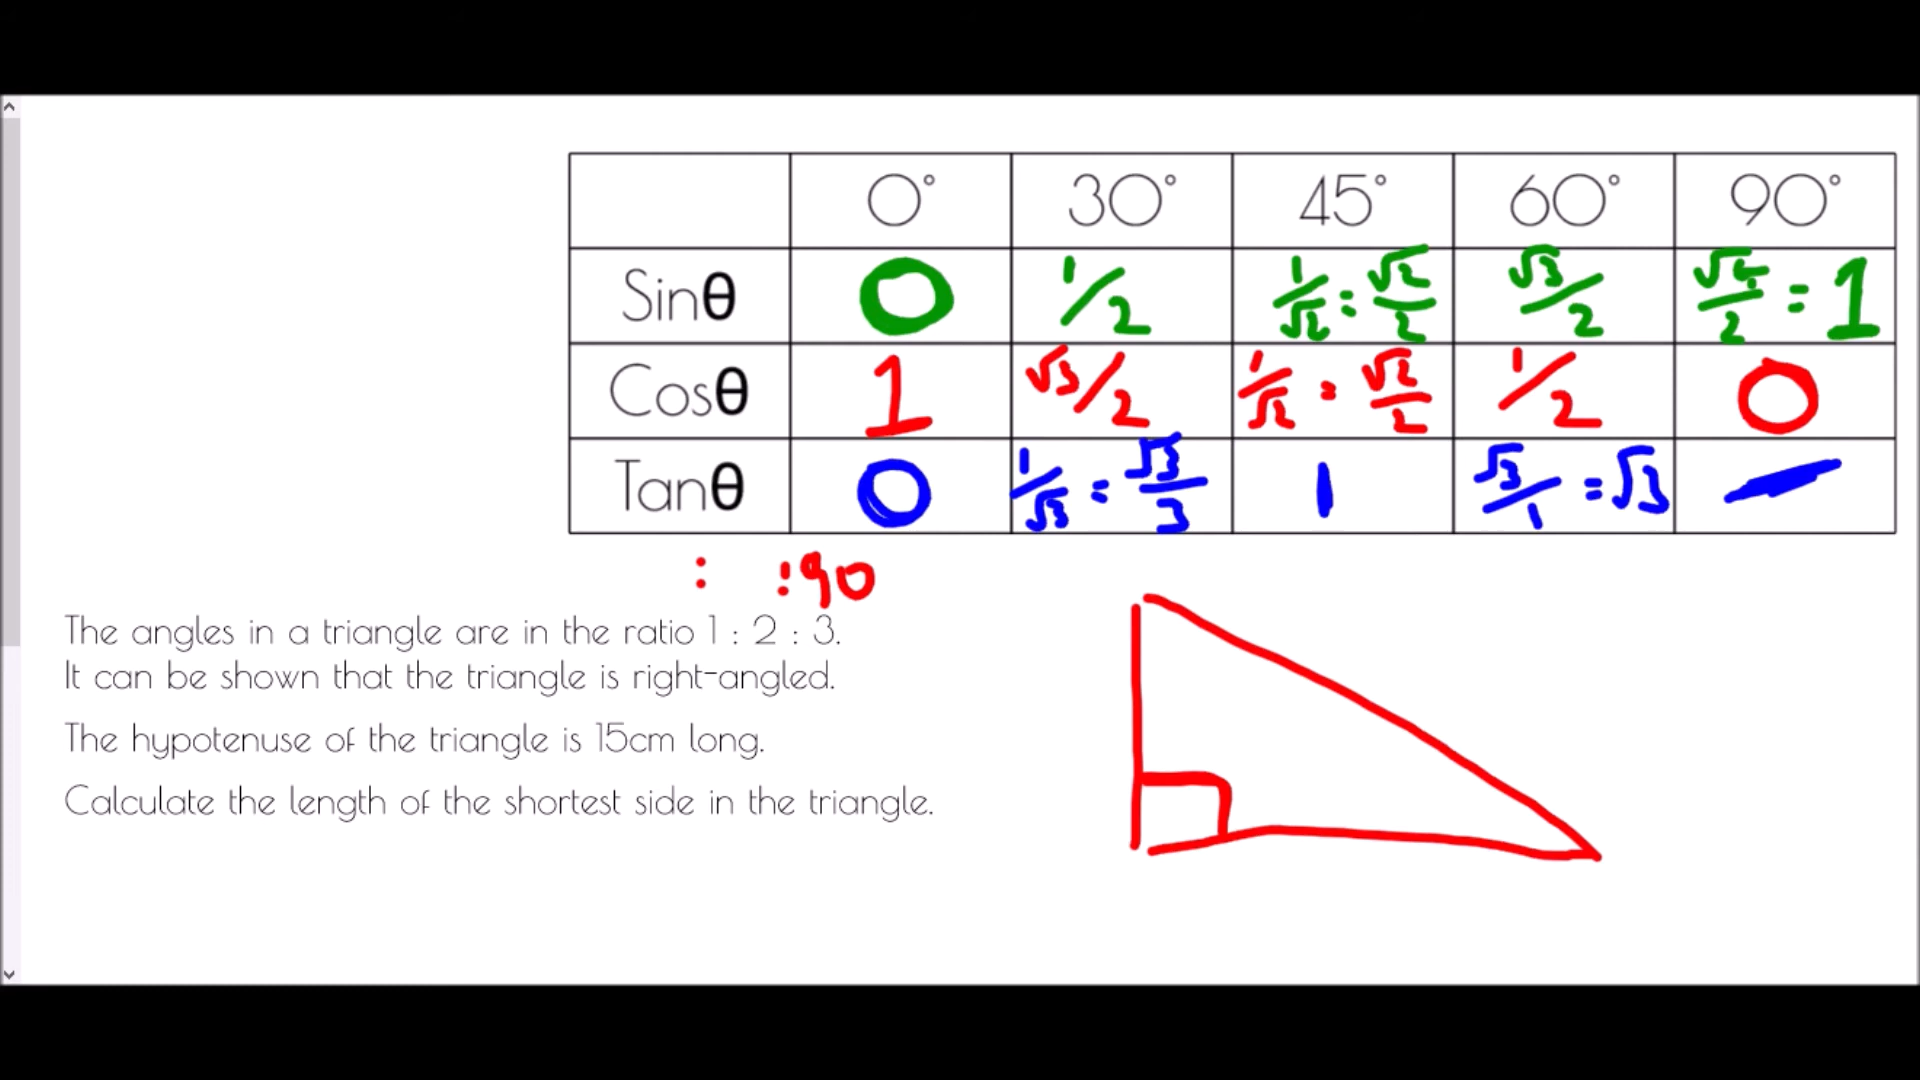 0° 30° 45° 60° 90°
Sinθ 0 1/2 1/√2 = √2/2 √3/2 √4/2 = 1
Cosθ 1 √3/2 1/√2 = √2/2 1/2 0
Tanθ 0 1/√3 = √3/3 1 √3/1 = √3 —
: :90
The angles in a triangle are in the ratio 1 : 2 : 3.
It can be shown that the triangle is right-angled.
The hypotenuse of the triangle is 15cm long.
Calculate the length of the shortest side in the triangle.